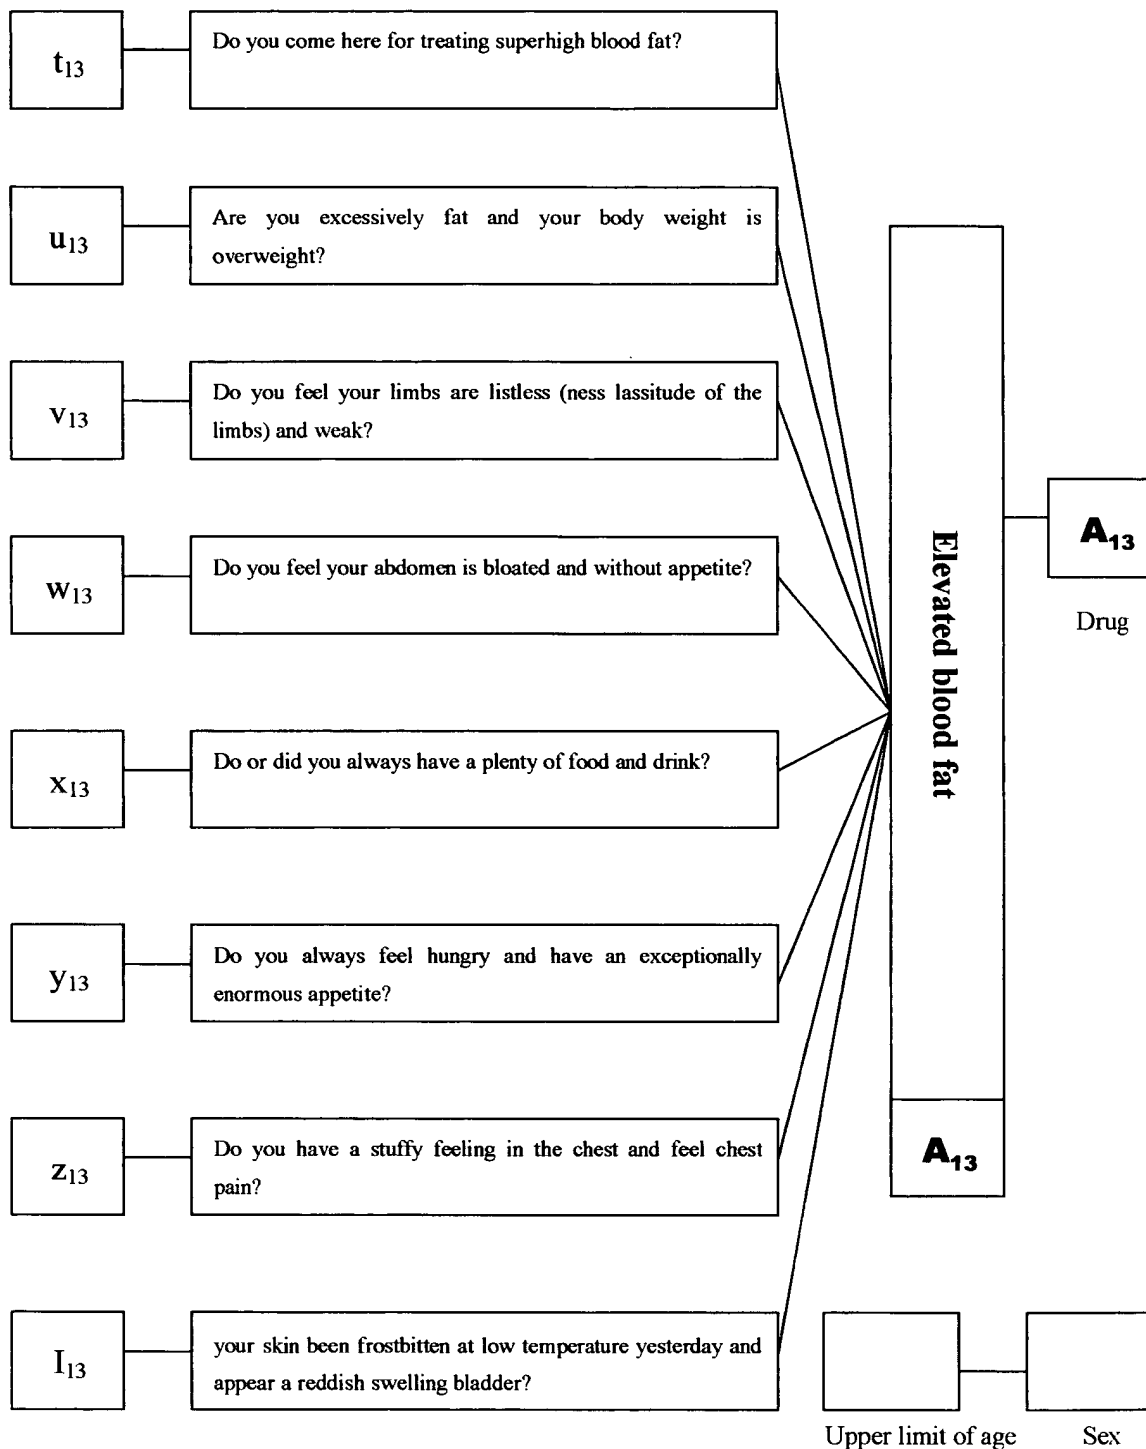 t13
Do you come here for treating superhigh blood fat?
u13
Are you excessively fat and your body weight is
overweight?
v13
Do you feel your limbs are listless (ness lassitude of the
limbs) and weak?
w13
Do you feel your abdomen is bloated and without appetite?
x13
Do or did you always have a plenty of food and drink?
y13
Do you always feel hungry and have an exceptionally
enormous appetite?
z13
Do you have a stuffy feeling in the chest and feel chest
pain?
I13
your skin been frostbitten at low temperature yesterday and
appear a reddish swelling bladder?
Elevated blood fat
A13
A13
Drug
Upper limit of age
Sex